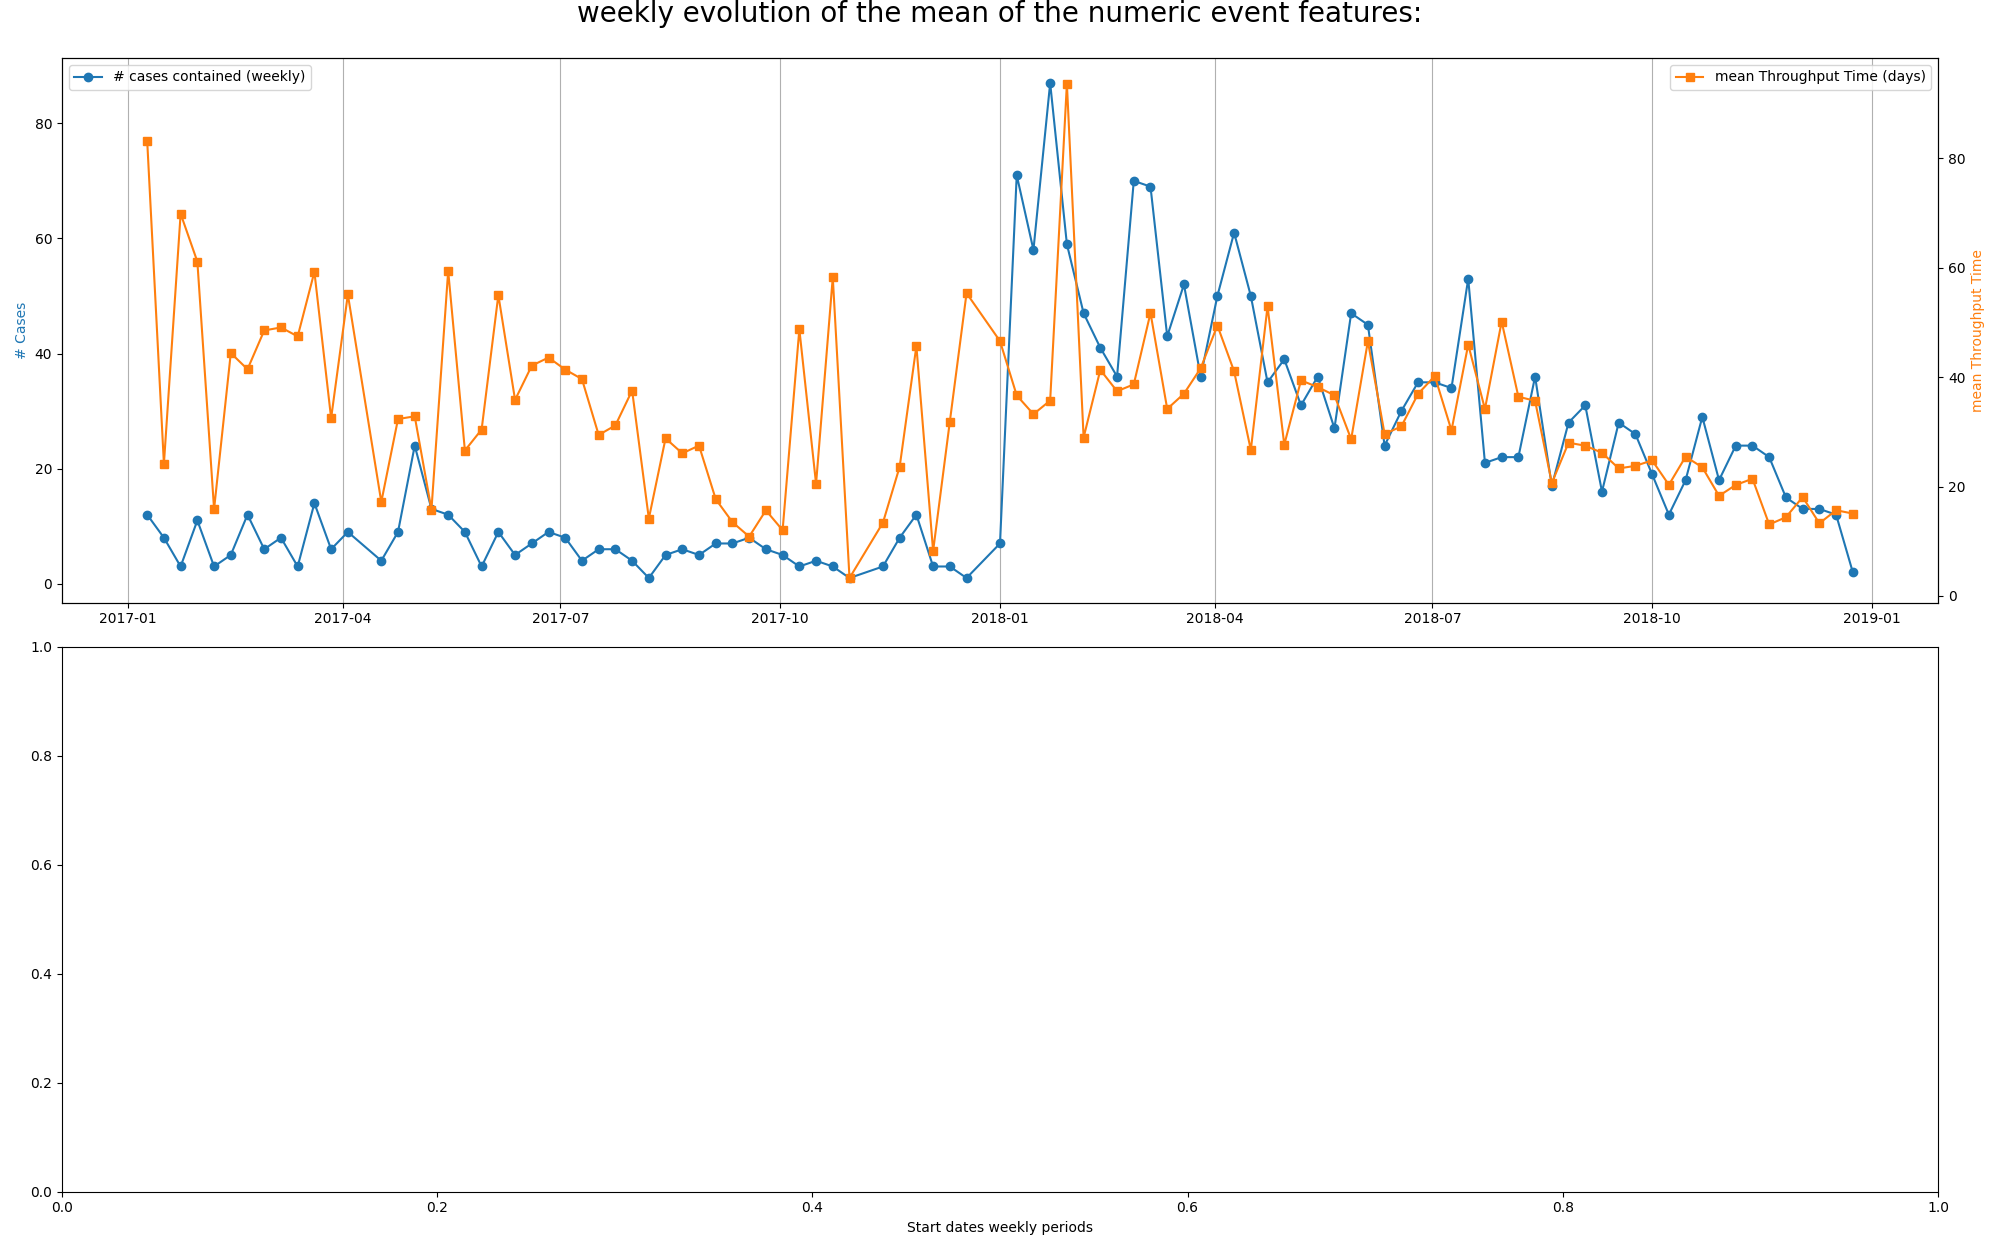 weekly evolution of the mean of the numeric event features:
# cases contained (weekly)
mean Throughput Time (days)
80
60
40
20
0
# Cases
80
60
40
20
0
mean Throughput Time
2017-01 2017-04 2017-07 2017-10 2018-01 2018-04 2018-07 2018-10 2019-01
1.0
0.8
0.6
0.4
0.2
0.0
0.0 0.2 0.4 0.6 0.8 1.0
Start dates weekly periods